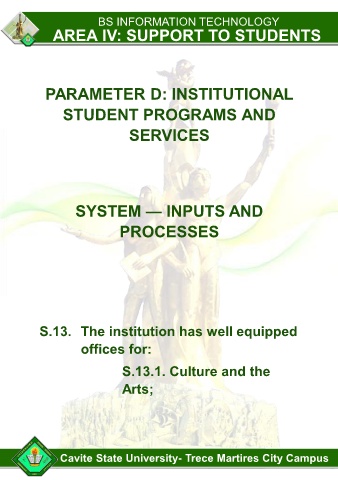 BS INFORMATION TECHNOLOGY
AREA IV: SUPPORT TO STUDENTS
PARAMETER D: INSTITUTIONAL
STUDENT PROGRAMS AND
SERVICES
SYSTEM — INPUTS AND
PROCESSES
S.13. The institution has well equipped
offices for:
S.13.1. Culture and the
Arts;
Cavite State University- Trece Martires City Campus